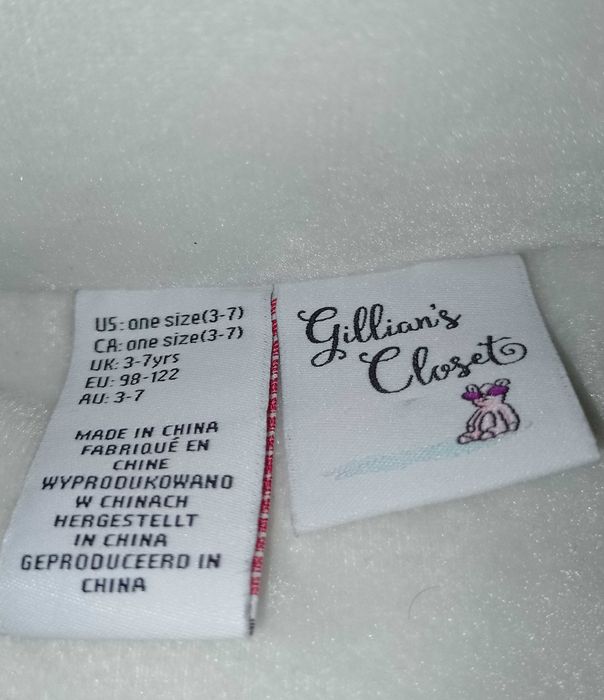 US: one size(3-7)
CA: one size(3-7)
UK: 3-7yrs
EU: 98-122
AU: 3-7
MADE IN CHINA
FABRIQUÉ EN
CHINE
WYPRODUKOWANO
W CHINACH
HERGESTELLT
IN CHINA
GEPRODUCEERD IN
CHINA
Gillian's
Closet